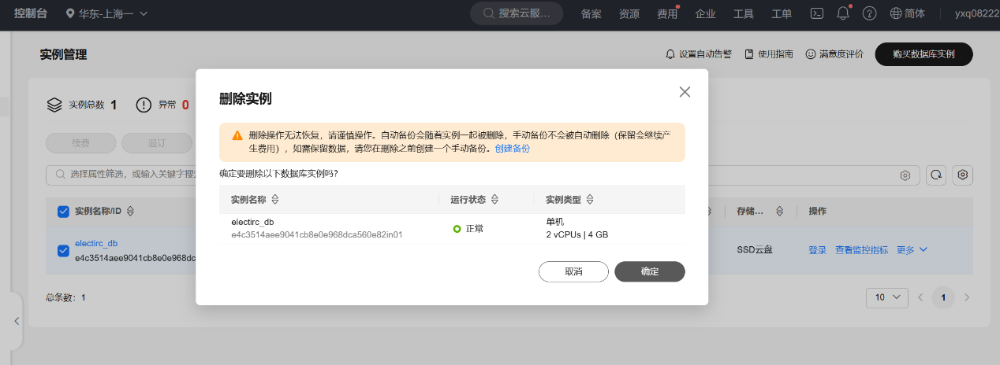 控制台 华东-上海一 搜索云服... 备案 资源 费用 企业 工具 工单 简体 yxq08222
实例管理 设置自动告警 使用指南 满意度评价 购买数据库实例
实例总数 1 异常 0
续费 退订
选择属性筛选，或输入关键字搜
实例名称/ID 存储... 操作
electirc_db
e4c3514aee9041cb8e0e968dc
SSD云盘 登录 查看监控指标 更多
总条数：1 10 1
删除实例
删除操作无法恢复，请谨慎操作。自动备份会随着实例一起被删除，手动备份不会被自动删除（保留会继续产
生费用），如需保留数据，请您在删除之前创建一个手动备份。创建备份
确定要删除以下数据库实例吗？
实例名称 运行状态 实例类型
electirc_db 正常 单机
e4c3514aee9041cb8e0e968dca560e82in01 2 vCPUs | 4 GB
取消 确定